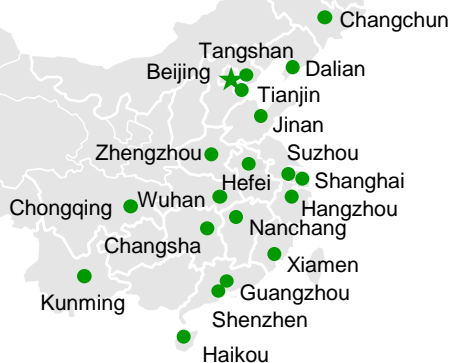 Changchun
Tangshan
Beijing
Dalian
Tianjin
Jinan
Zhengzhou
Suzhou
Hefei
Shanghai
Chongqing
Wuhan
Hangzhou
Changsha
Nanchang
Xiamen
Kunming
Guangzhou
Shenzhen
Haikou